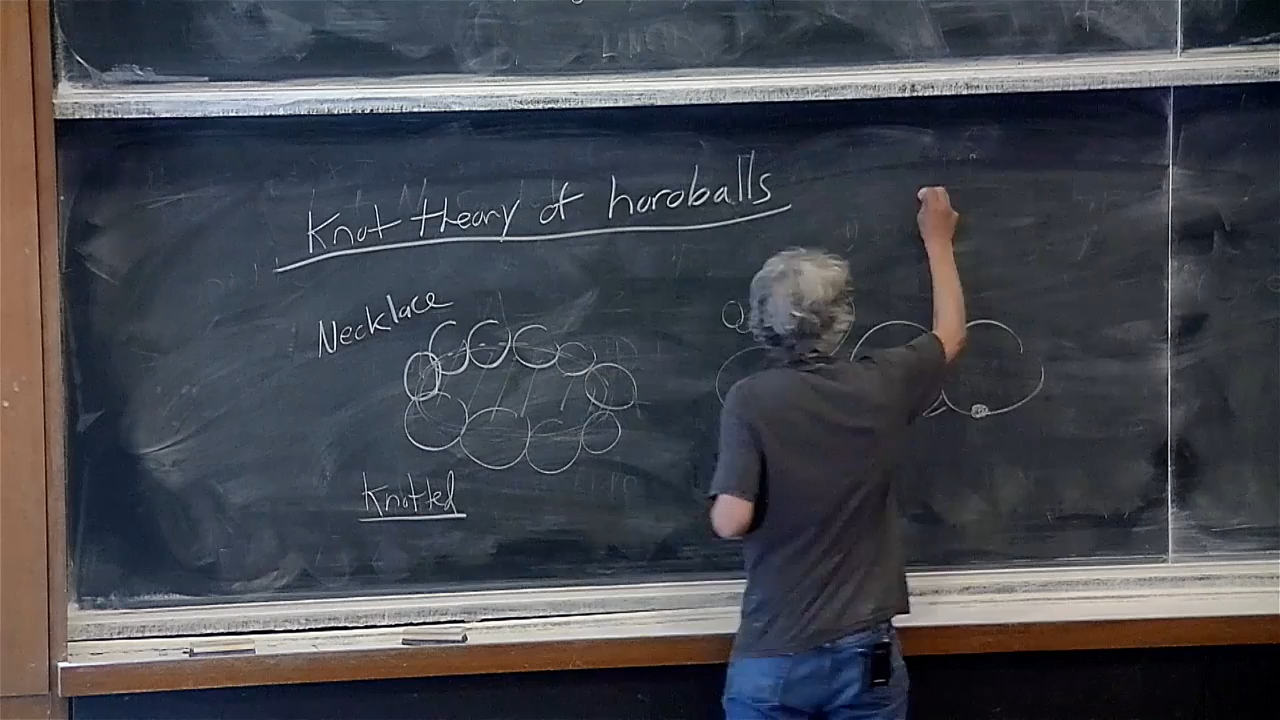 Knot theory of horoballs
Necklace
Knotted